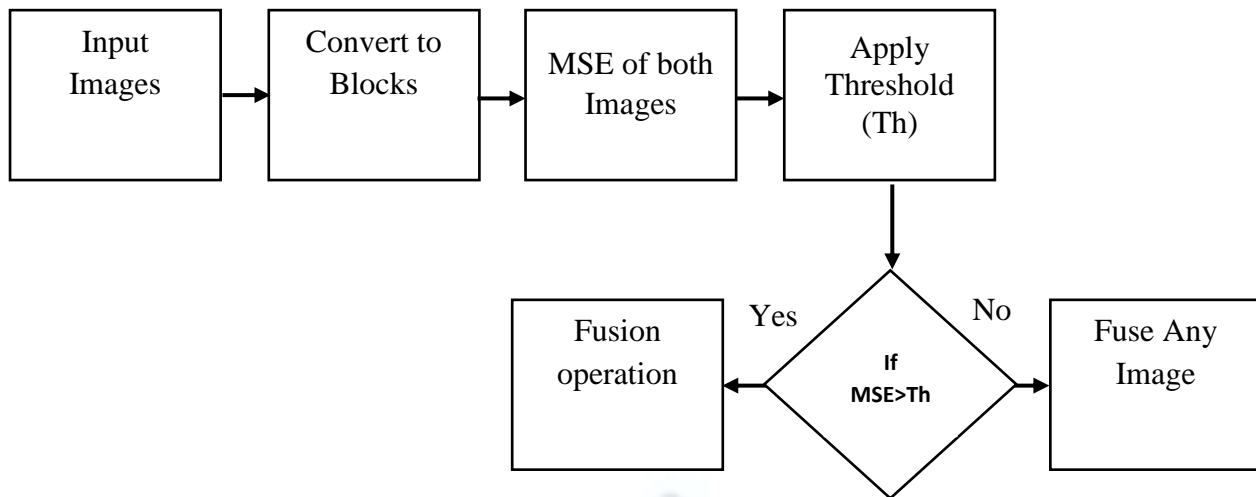 Input
Images
Convert to
Blocks
MSE of both
Images
Apply
Threshold
(Th)
Yes
No
Fusion
operation
If
MSE>Th
Fuse Any
Image